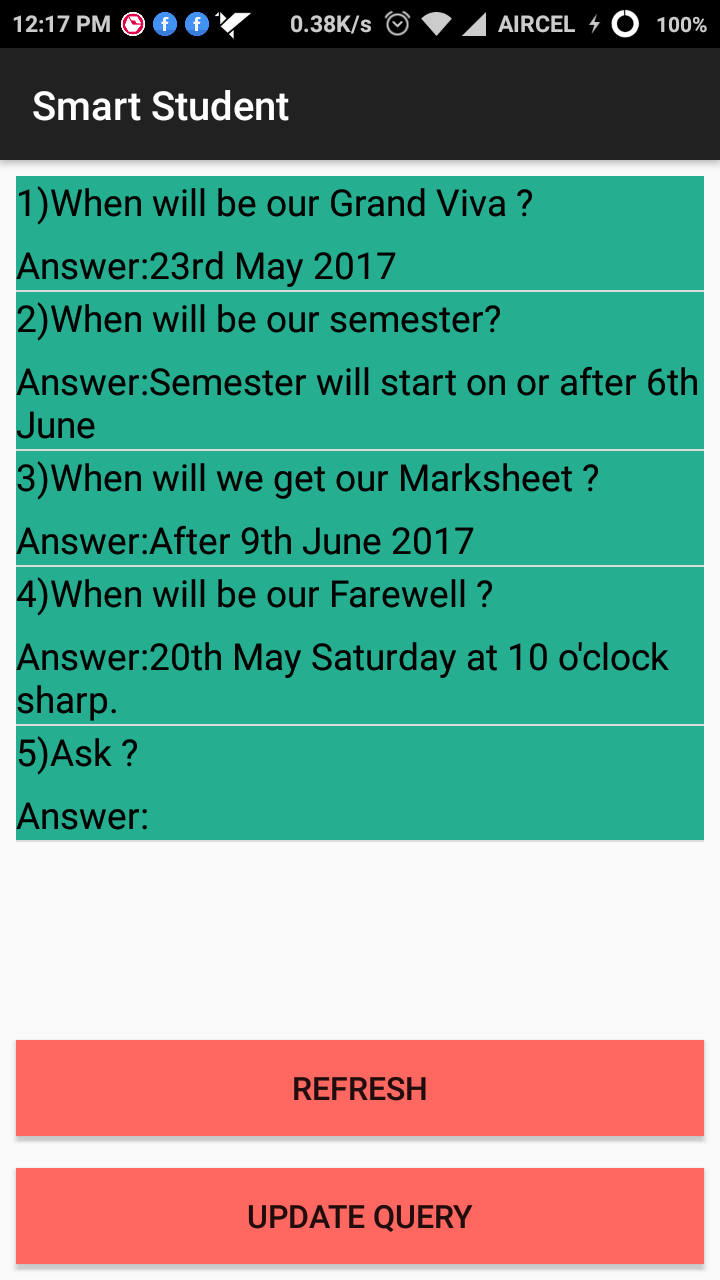 12:17 PM 0.38K/s AIRCEL 100%
Smart Student
1)When will be our Grand Viva ?
Answer:23rd May 2017
2)When will be our semester?
Answer:Semester will start on or after 6th
June
3)When will we get our Marksheet ?
Answer:After 9th June 2017
4)When will be our Farewell ?
Answer:20th May Saturday at 10 o'clock
sharp.
5)Ask ?
Answer:
REFRESH
UPDATE QUERY